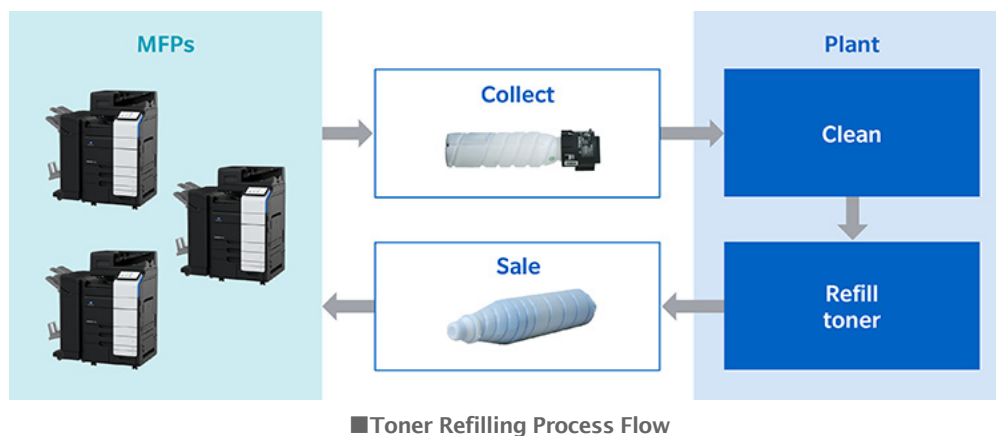 MFPs
Collect
Plant
Clean
Sale
Refill
toner
■Toner Refilling Process Flow